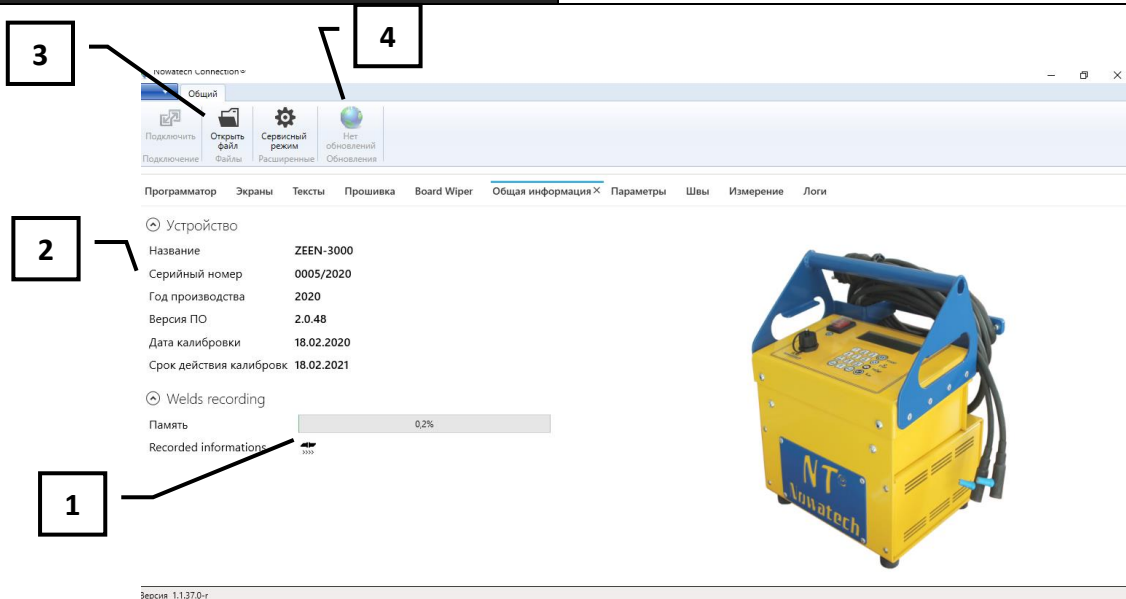 3
4
Nowatech Connection®
Общий
Подключить
Открыть файл
Сервисный режим
Нет обновлений
Подключение
Файлы
Расширенные
Обновления
Программатор Экраны Тексты Прошивка Board Wiper Общая информация× Параметры Швы Измерение Логи
2
Устройство
Название ZEEN-3000
Серийный номер 0005/2020
Год производства 2020
Версия ПО 2.0.48
Дата калибровки 18.02.2020
Срок действия калибровк 18.02.2021
Welds recording
Память 0,2%
Recorded informations
1
NT®
Nowatech
Версия 1.1.37.0-r